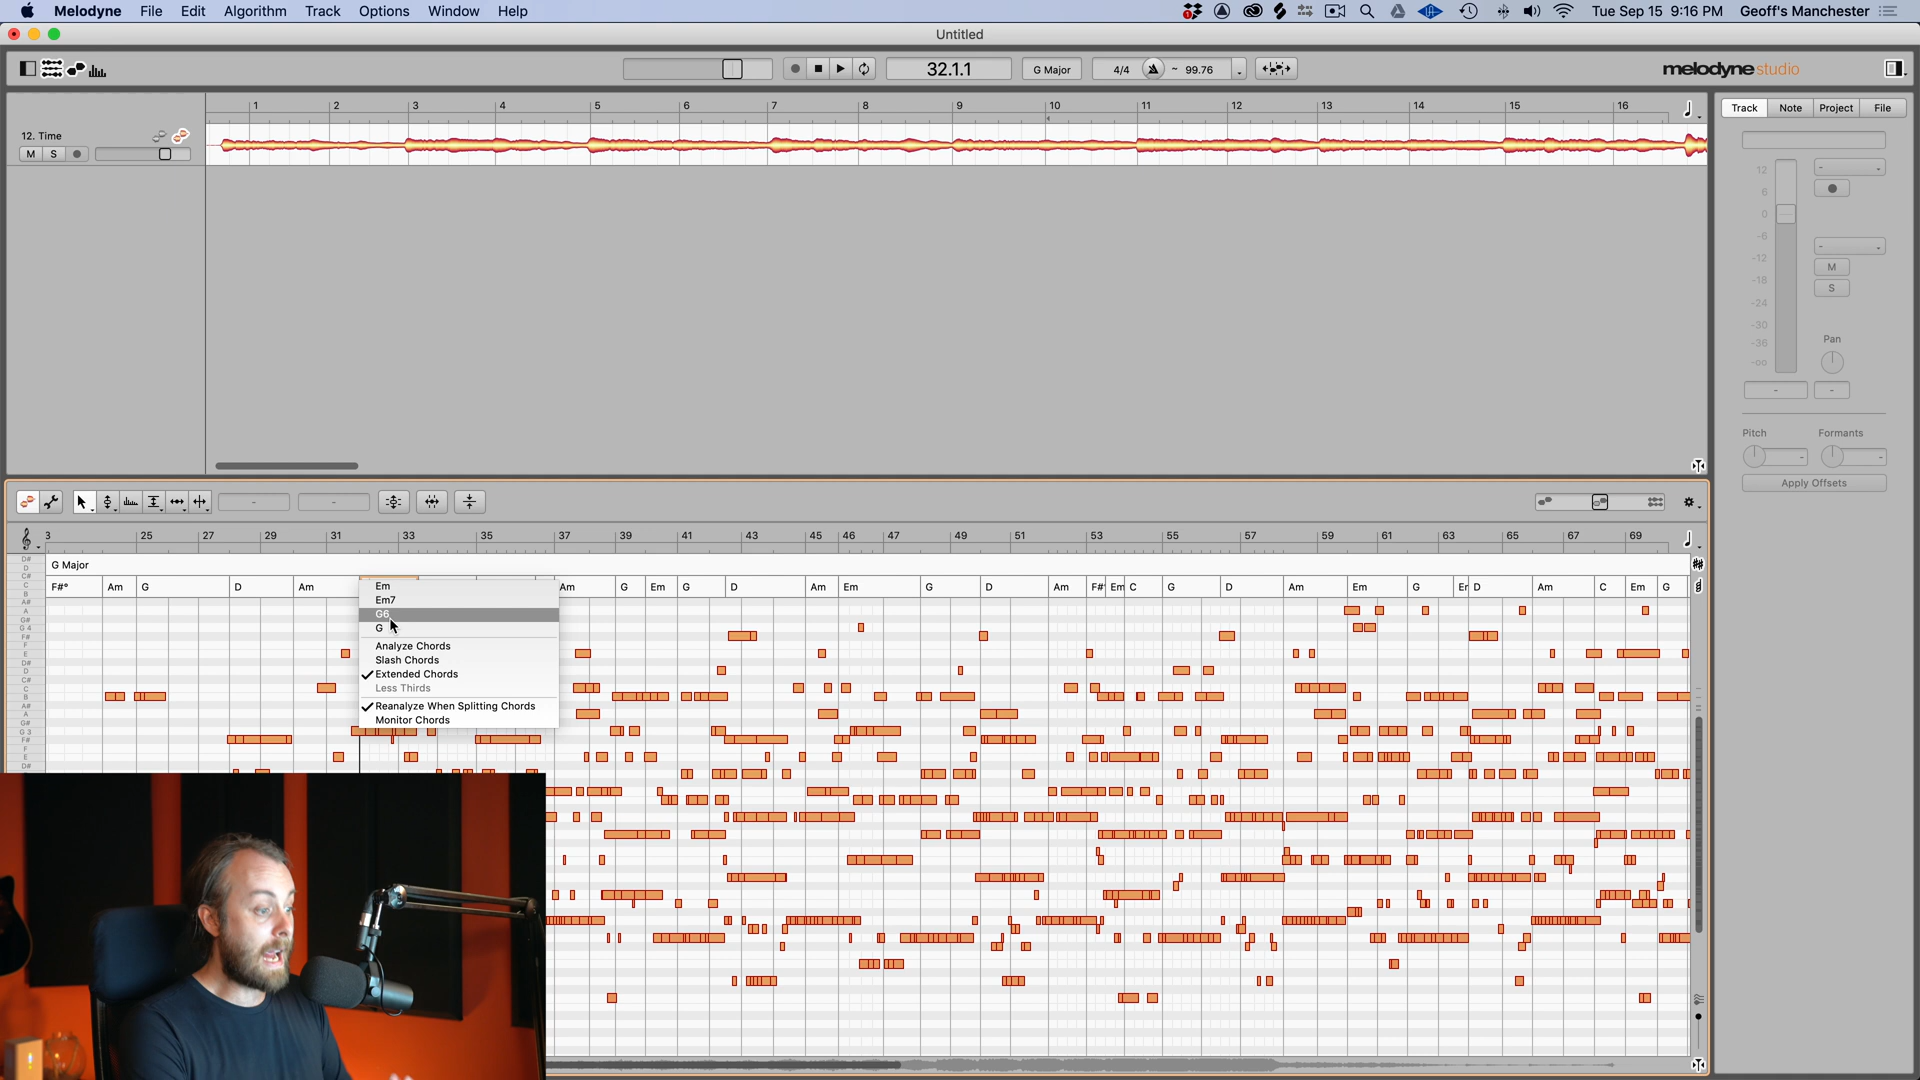 Melodyne File Edit Algorithm Track Options Window Help
1
Tue Sep 15 9:16 PM Geoff's Manchester
Untitled
32.1.1 G Major 4/4 ~ 99.76
melodyne studio
1 2 3 4 5 6 7 8 9 10 11 12 13 14 15 16
Track Note Project File
12. Time
M S
12
6
0
-6
-12
-18
-24
-30
-36
-oo
M
S
Pan
Pitch Formants
Apply Offsets
3 25 27 29 31 33 35 37 39 41 43 45 46 47 49 51 53 55 57 59 61 63 65 67 69
G Major
F#° Am G D Am Am G Em G D Am Em G D Am F#° Em C G D Am Em G Er D Am C Em G
Em
Em7
G6
G
Analyze Chords
Slash Chords
Extended Chords
Less Thirds
Reanalyze When Splitting Chords
Monitor Chords
D#
D
C#
C
B
A#
A
G#
G 4
F#
F
E
D#
D
C#
C
B
A#
A
G#
G 3
F#
F
E
D#